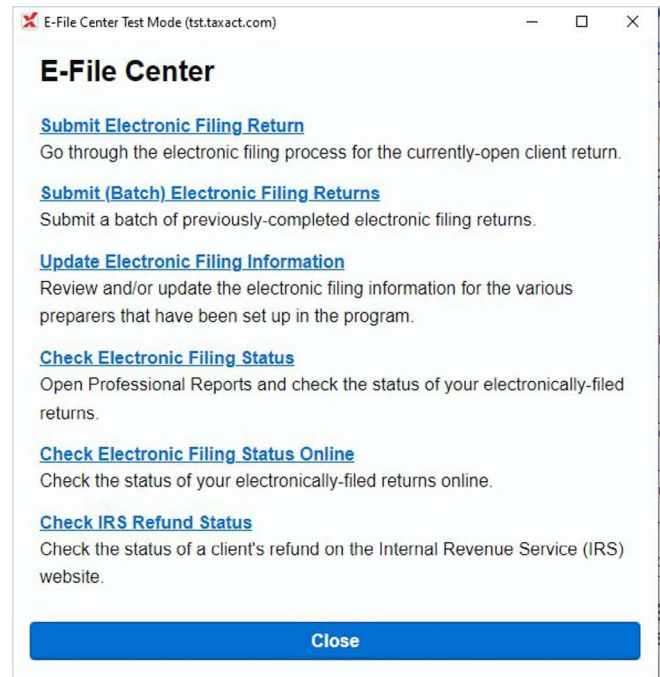 E-File Center Test Mode (tst.taxact.com)
E-File Center
Submit Electronic Filing Return
Go through the electronic filing process for the currently-open client return.
Submit (Batch) Electronic Filing Returns
Submit a batch of previously-completed electronic filing returns.
Update Electronic Filing Information
Review and/or update the electronic filing information for the various
preparers that have been set up in the program.
Check Electronic Filing Status
Open Professional Reports and check the status of your electronically-filed
returns.
Check Electronic Filing Status Online
Check the status of your electronically-filed returns online.
Check IRS Refund Status
Check the status of a client's refund on the Internal Revenue Service (IRS)
website.
Close